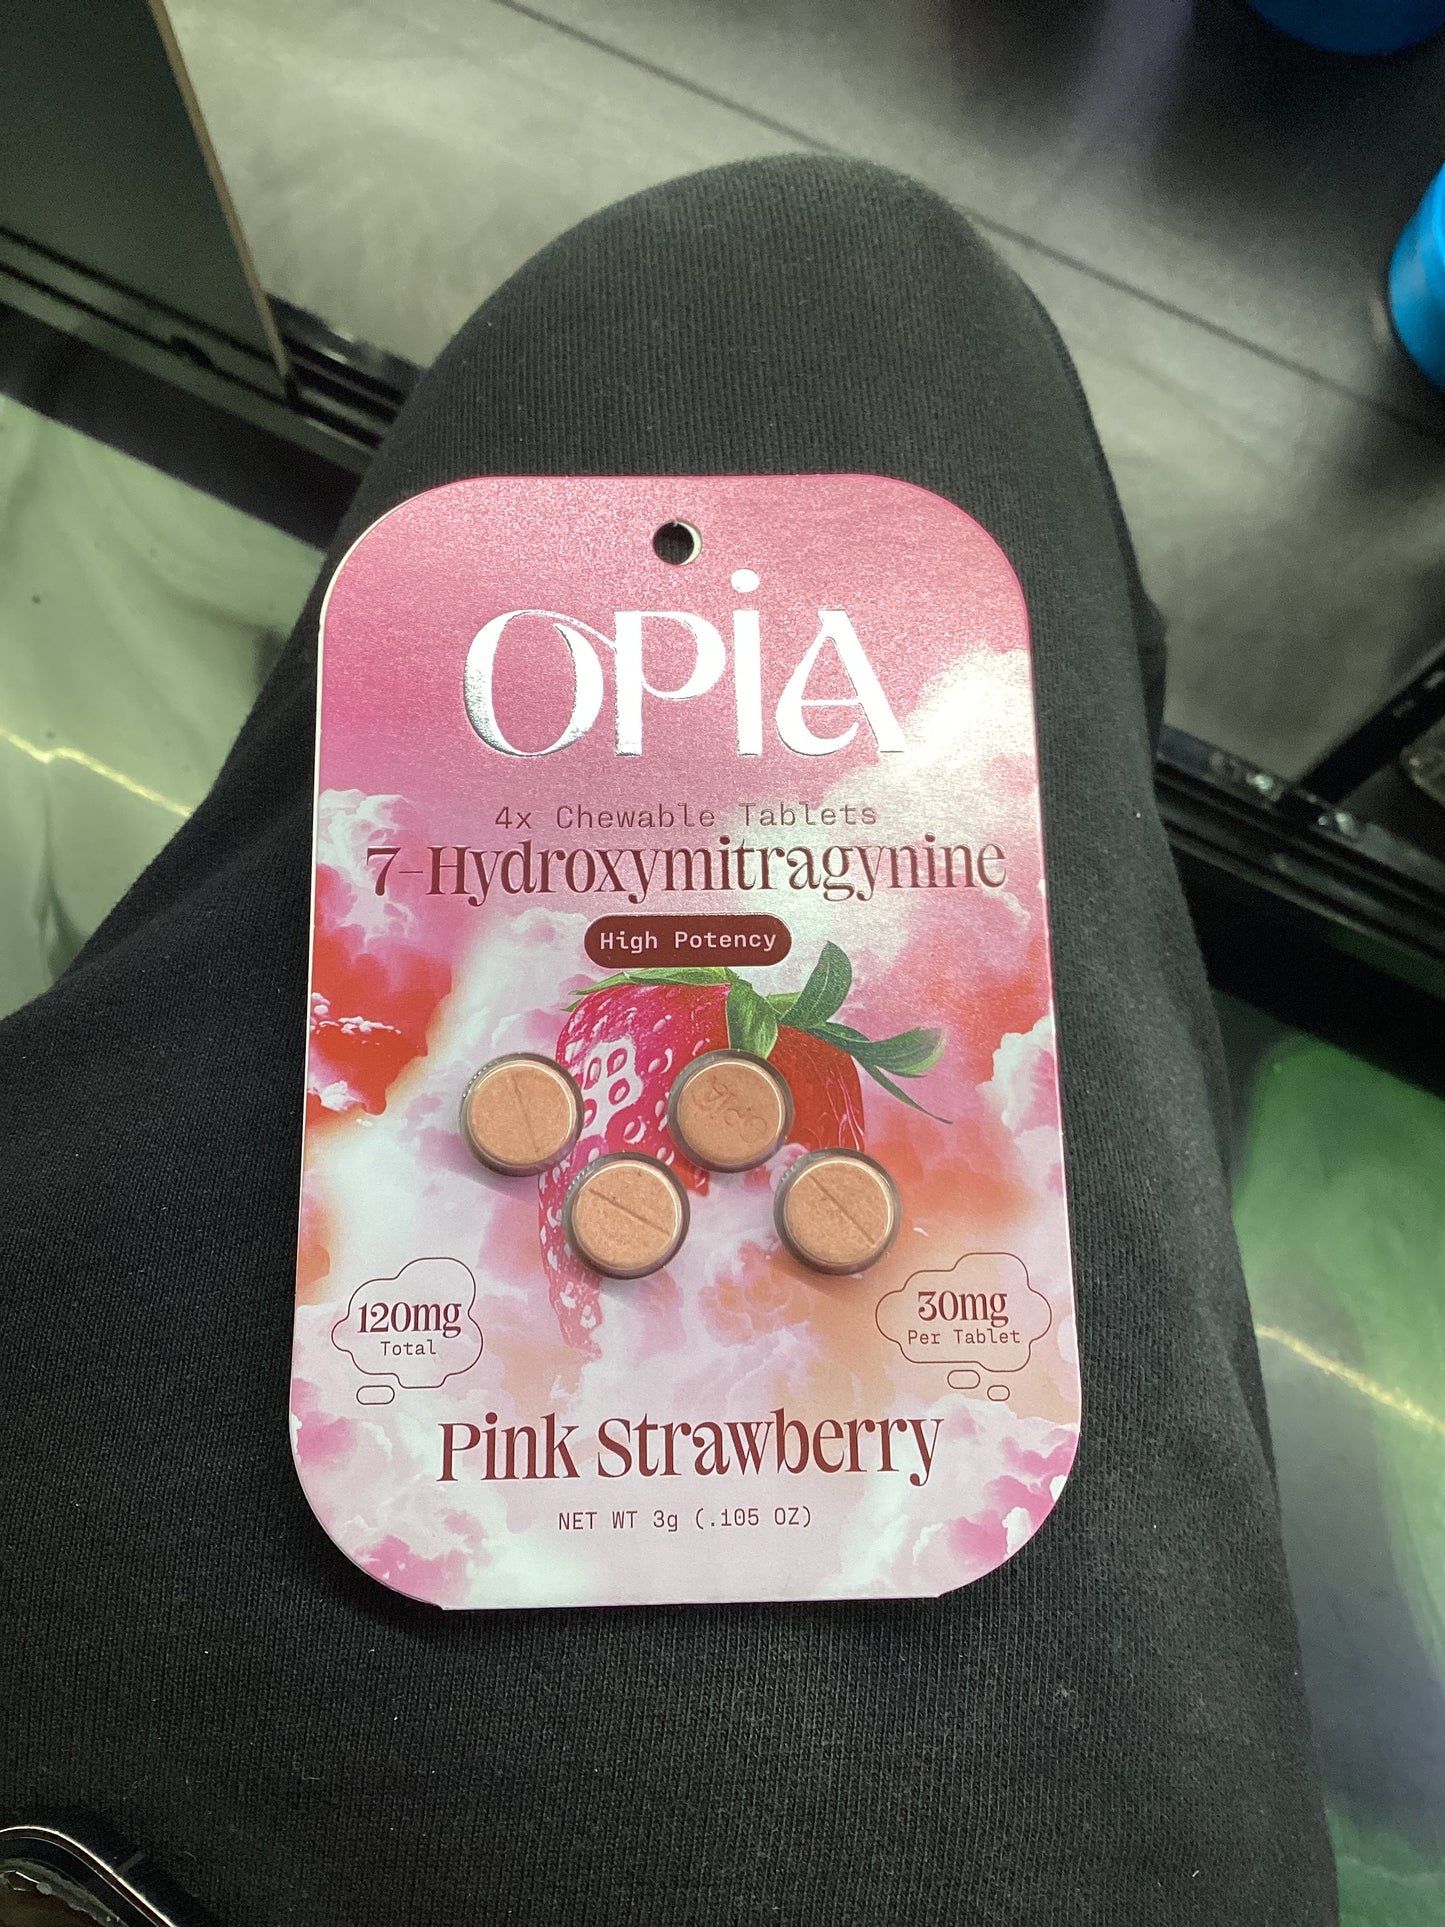 OPiA
4x Chewable Tablets
7-Hydroxymitragynine
High Potency
OPiA
120mg
Total
30mg
Per Tablet
Pink Strawberry
NET WT 3g (.105 OZ)